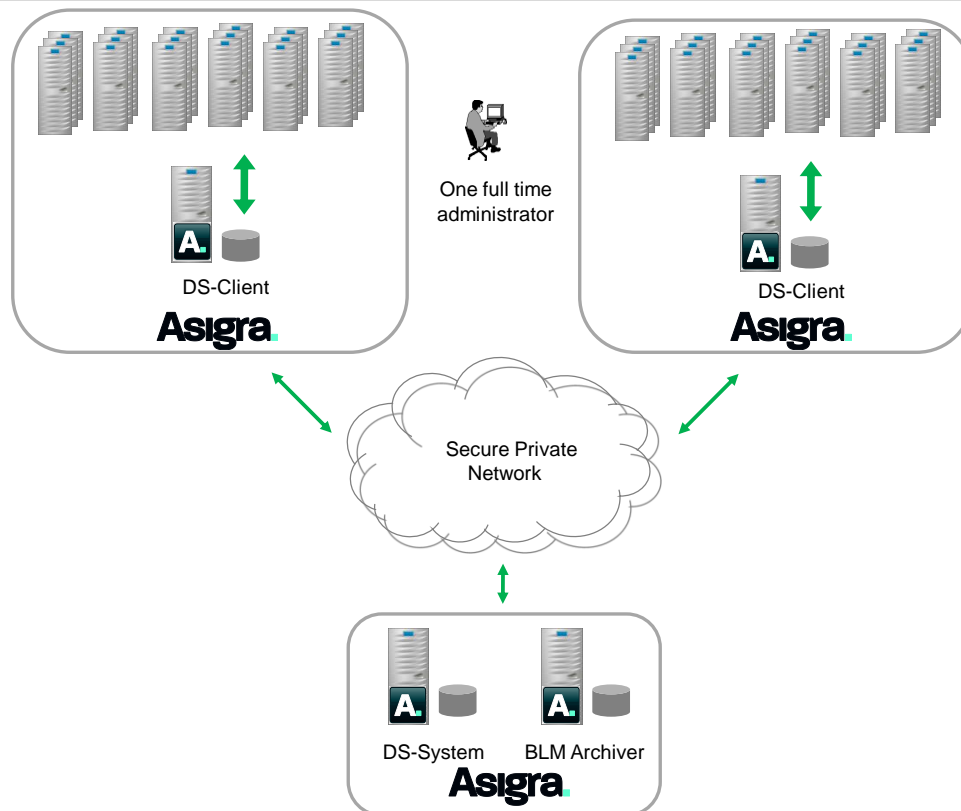 One full time
administrator
A.
DS-Client
Asigra.
A.
DS-Client
Asigra.
Secure Private
Network
A.
A.
DS-System
BLM Archiver
Asigra.